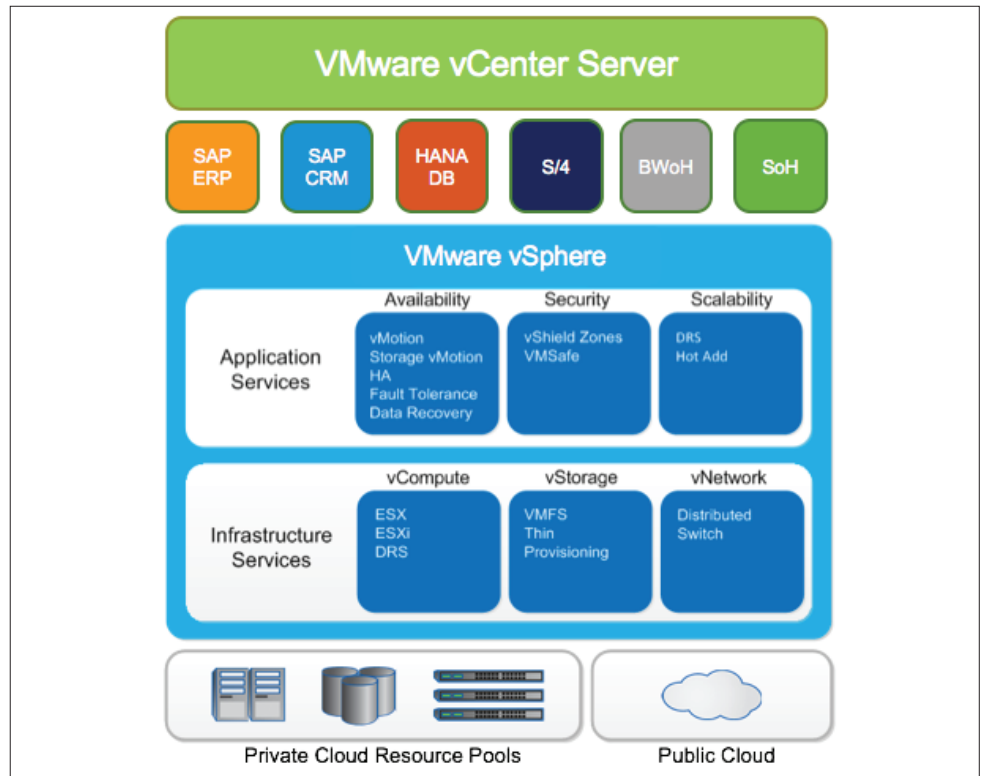 VMware vCenter Server
SAP
ERP
SAP
CRM
HANA
DB
S/4
BWoH
SoH
VMware vSphere
Application
Services
Availability
vMotion
Storage vMotion
HA
Fault Tolerance
Data Recovery
Security
vShield Zones
VMSafe
Scalability
DRS
Hot Add
Infrastructure
Services
vCompute
ESX
ESXi
DRS
vStorage
VMFS
Thin
Provisioning
vNetwork
Distributed
Switch
Private Cloud Resource Pools
Public Cloud